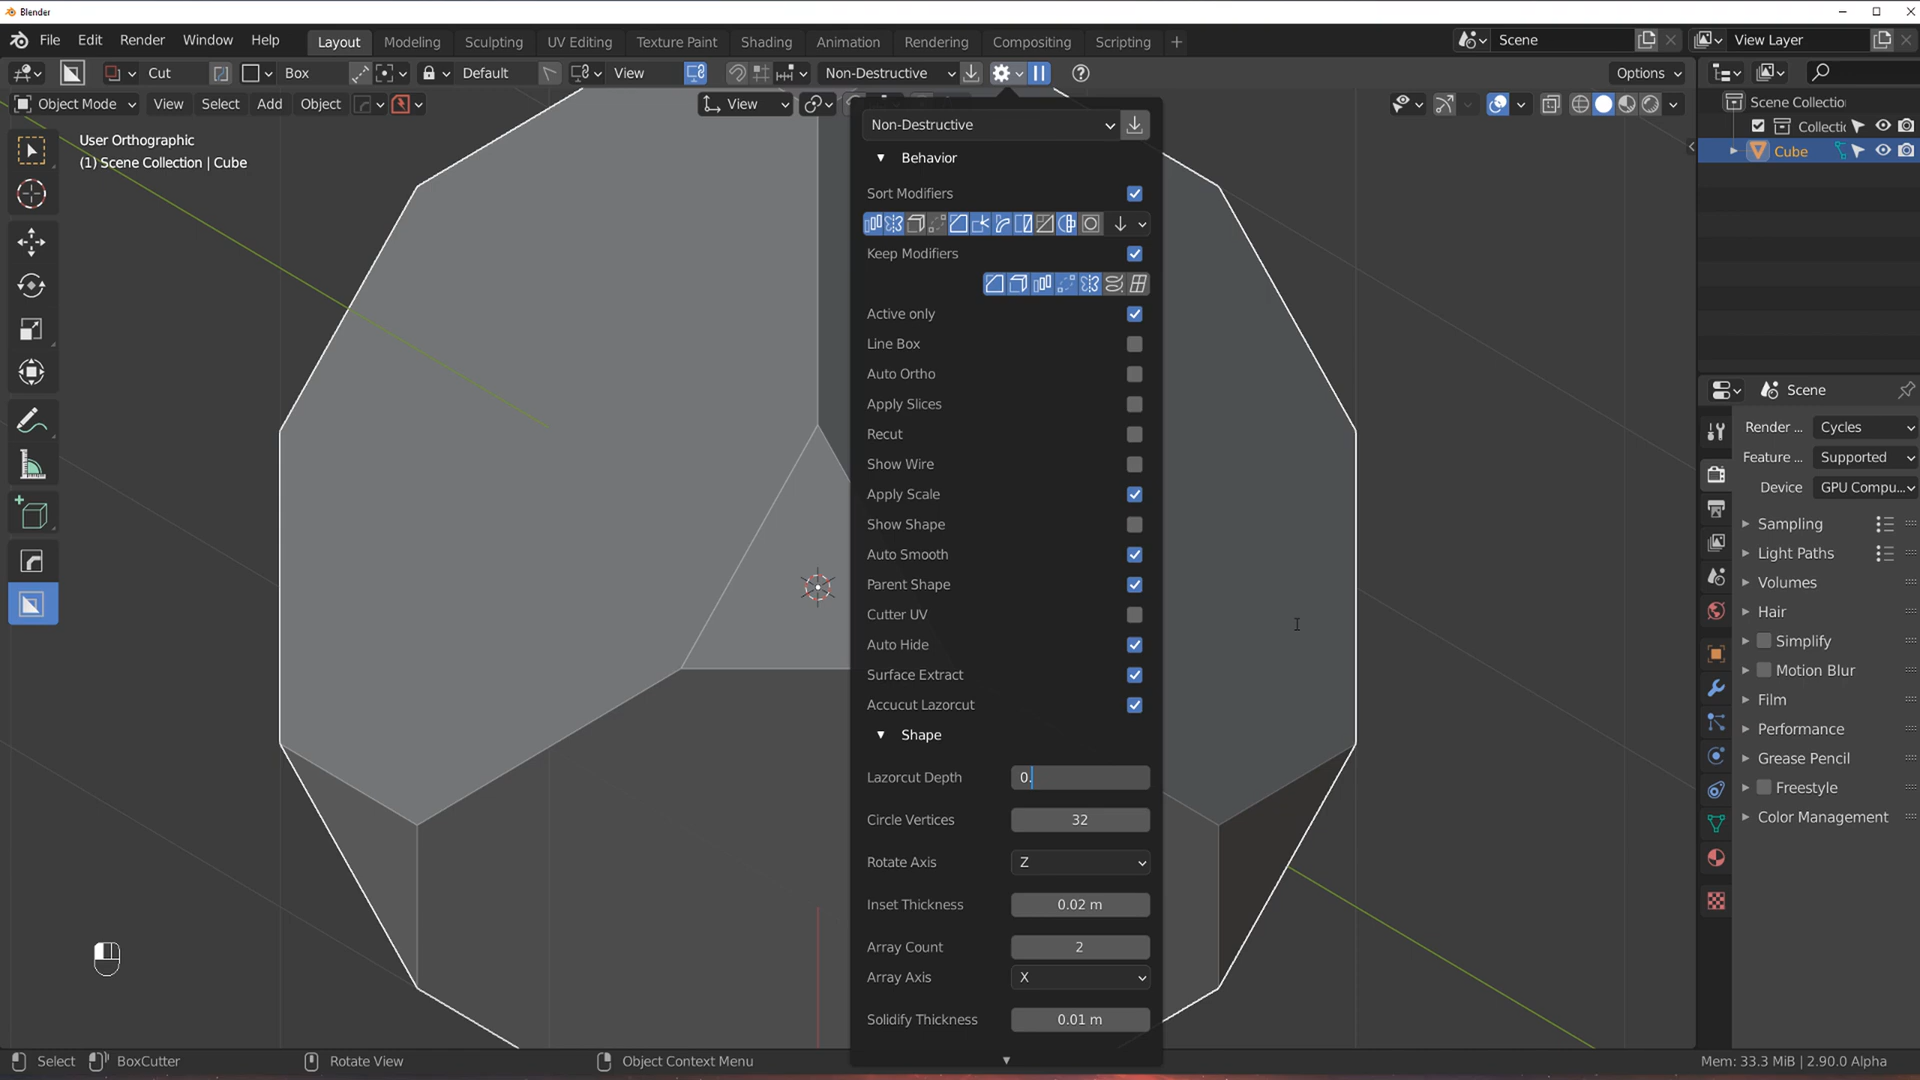 Blender
File Edit Render Window Help Layout Modeling Sculpting UV Editing Texture Paint Shading Animation Rendering Compositing Scripting + Scene View Layer
Cut Box Default View Non-Destructive Options
Object Mode View Select Add Object View
User Orthographic
(1) Scene Collection | Cube
Non-Destructive
Behavior
Sort Modifiers
Keep Modifiers
Active only
Line Box
Auto Ortho
Apply Slices
Recut
Show Wire
Apply Scale
Show Shape
Auto Smooth
Parent Shape
Cutter UV
Auto Hide
Surface Extract
Accucut Lazorcut
Shape
Lazorcut Depth 0.
Circle Vertices 32
Rotate Axis Z
Inset Thickness 0.02 m
Array Count 2
Array Axis X
Solidify Thickness 0.01 m
Scene Collectio
Collectic
Cube
Scene
Render ... Cycles
Feature ... Supported
Device GPU Compu...
Sampling
Light Paths
Volumes
Hair
Simplify
Motion Blur
Film
Performance
Grease Pencil
Freestyle
Color Management
Select BoxCutter Rotate View Object Context Menu Mem: 33.3 MiB | 2.90.0 Alpha